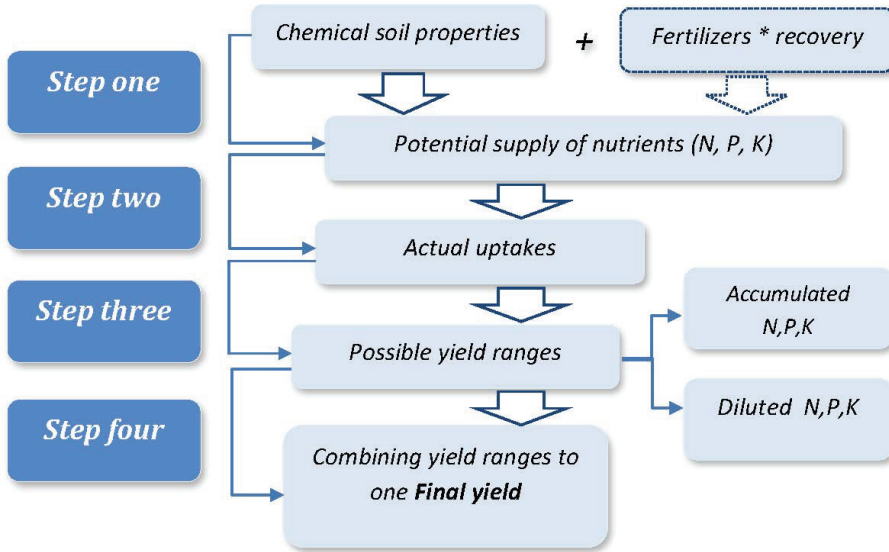 Chemical soil properties
+
Fertilizers * recovery
Step one
Potential supply of nutrients (N, P, K)
Step two
Actual uptakes
Step three
Accumulated
N,P,K
Possible yield ranges
Diluted N,P,K
Step four
Combining yield ranges to
one Final yield